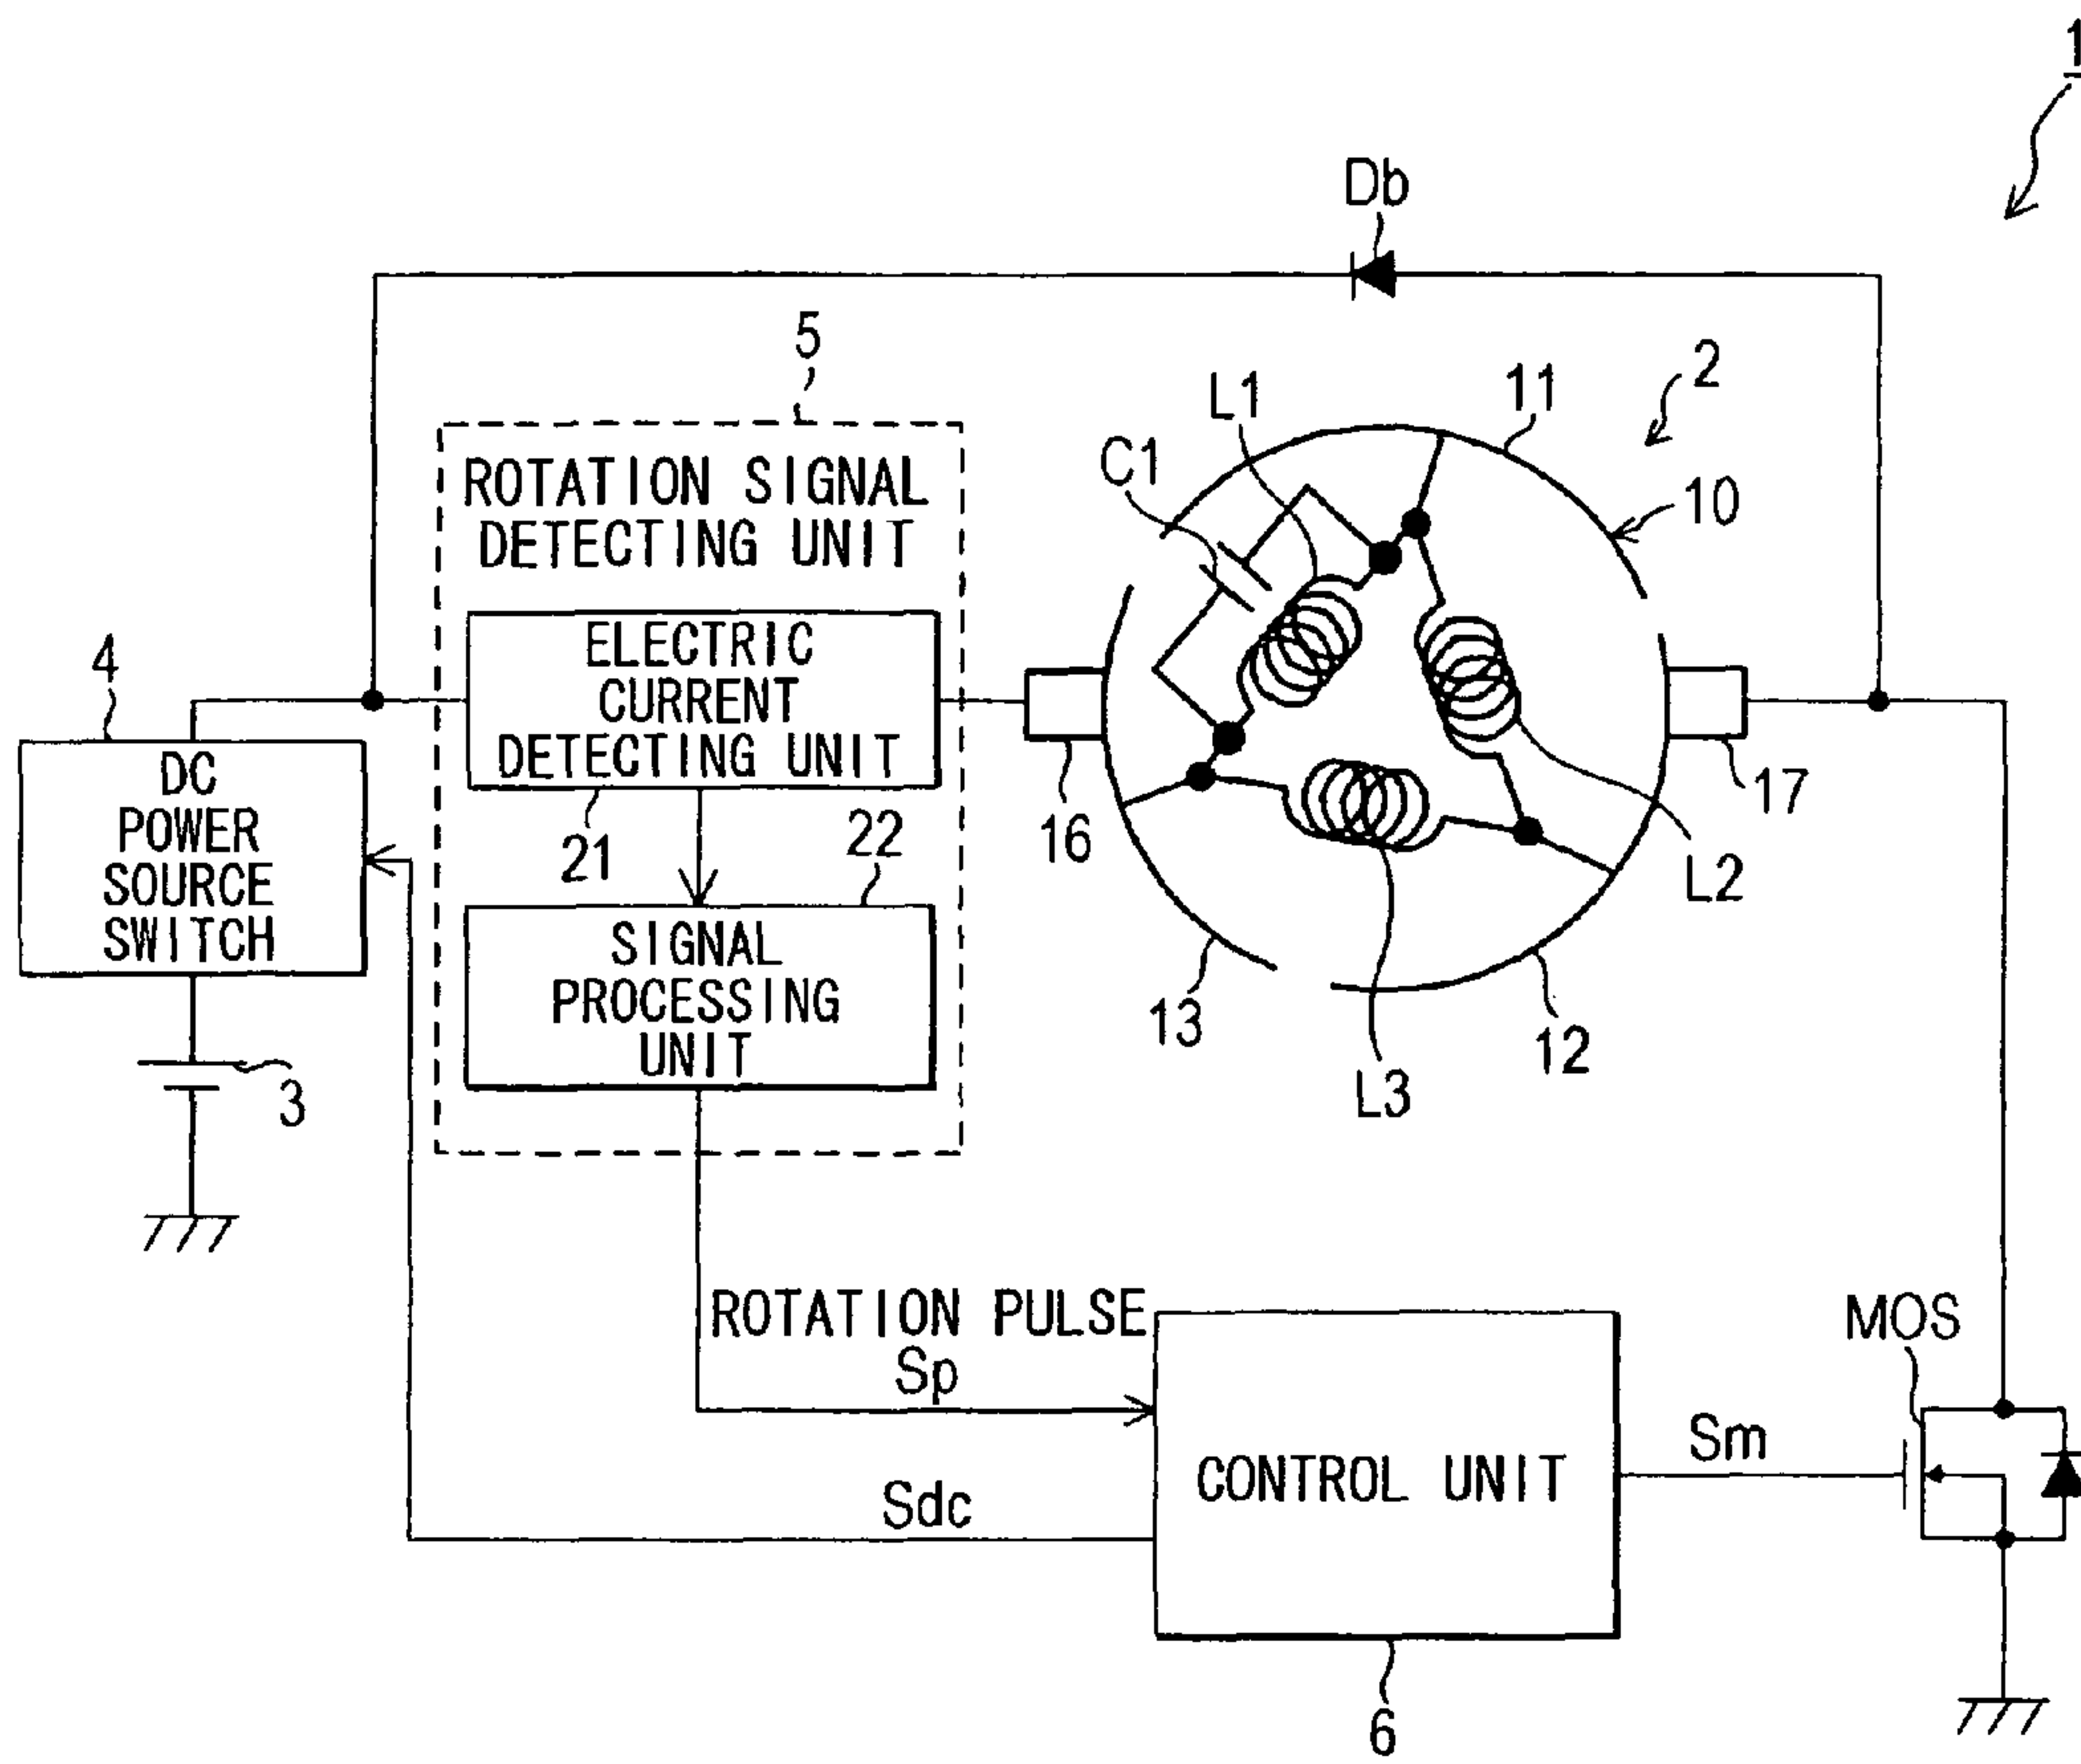 1
Db
5
2
11
L1
C1
10
ROTATION SIGNAL
DETECTING UNIT
4
ELECTRIC
CURRENT
DETECTING UNIT
DC
POWER
SOURCE
SWITCH
16
17
21
22
L2
SIGNAL
PROCESSING
UNIT
13
12
L3
3
ROTATION PULSE
Sp
MOS
Sm
CONTROL UNIT
Sdc
6